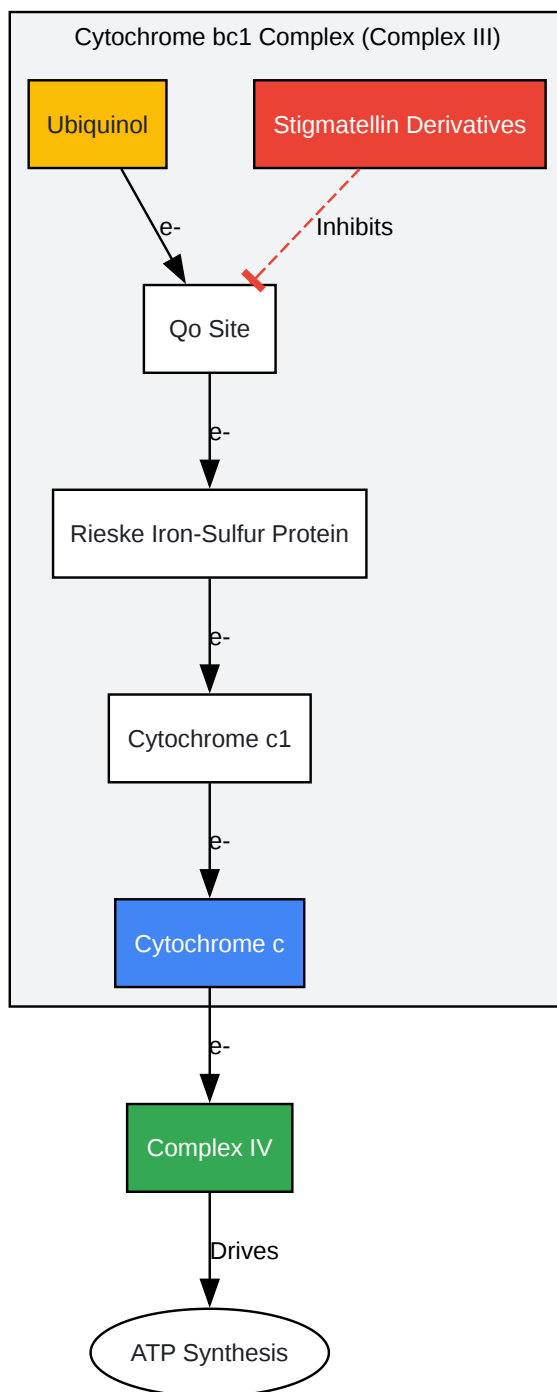 Cytochrome bc1 Complex (Complex III)
Ubiquinol
Stigmatellin Derivatives
e-
Inhibits
Qo Site
e-
Rieske Iron-Sulfur Protein
e-
Cytochrome c1
e-
Cytochrome c
e-
Complex IV
Drives
ATP Synthesis